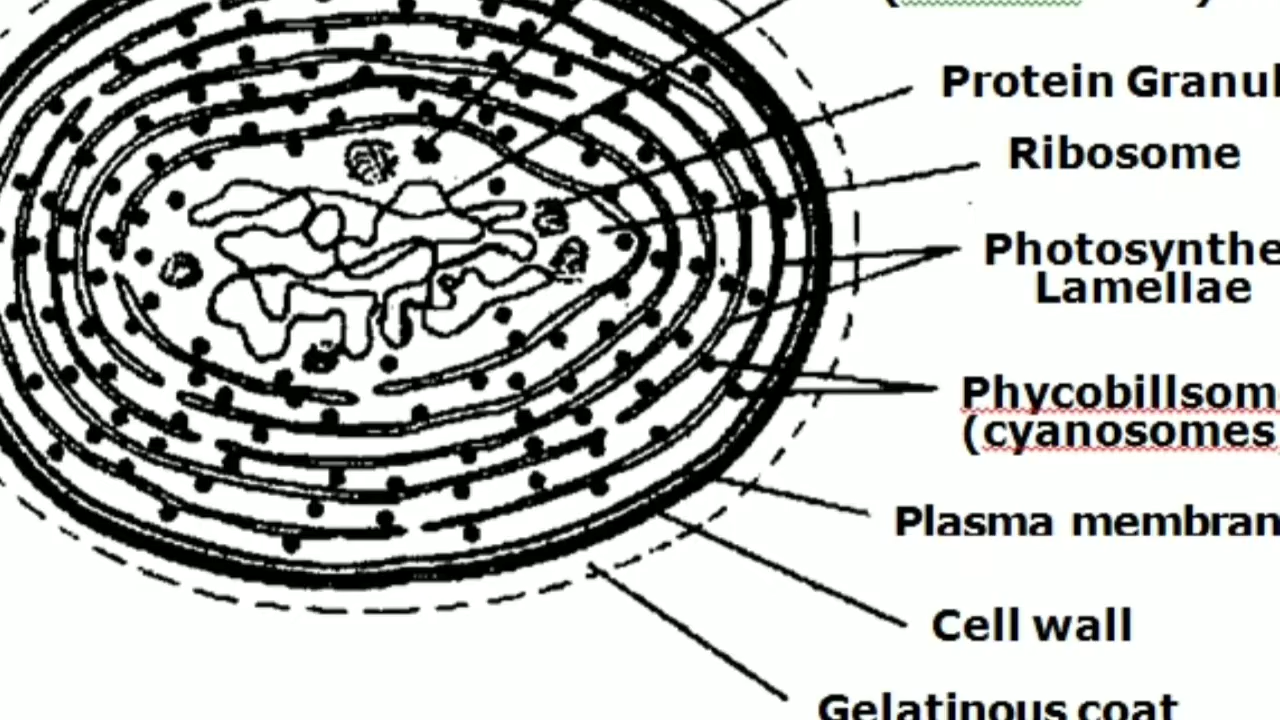 Protein Granul
Ribosome
Photosynthe
Lamellae
Phycobillsom
(cyanosomes
Plasma membran
Cell wall
Gelatinous coat